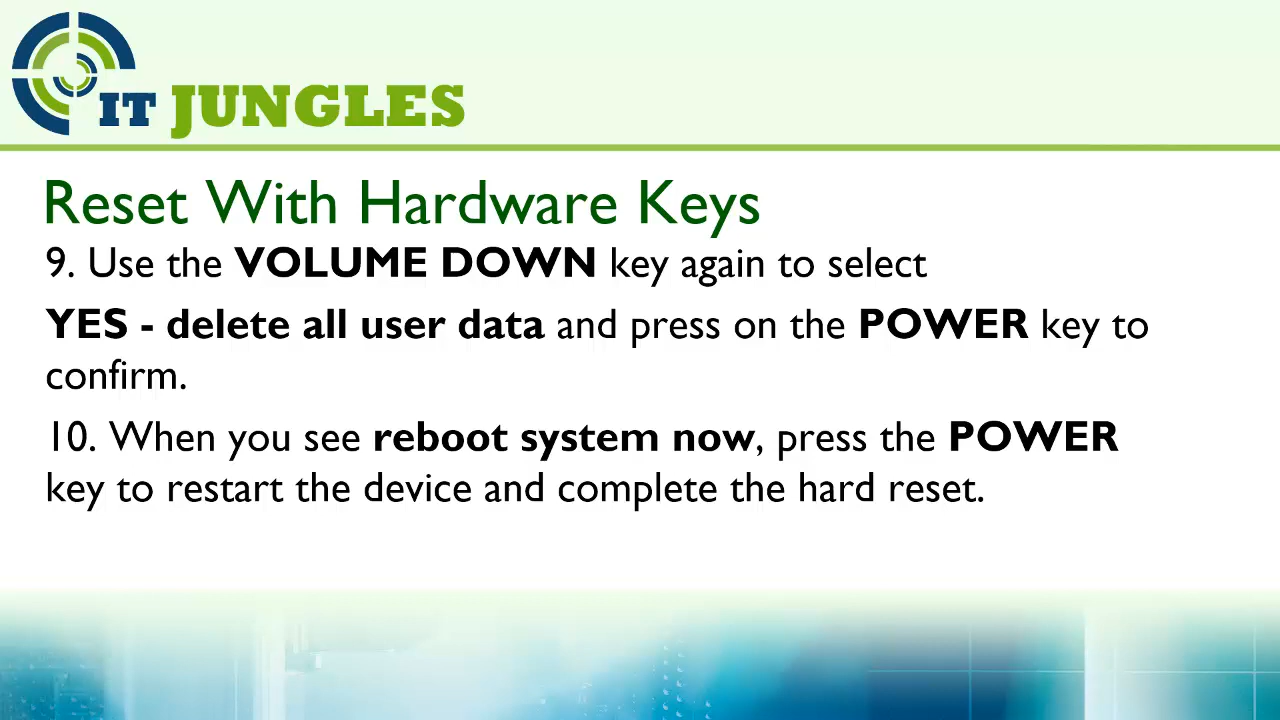 IT JUNGLES
Reset With Hardware Keys
9. Use the VOLUME DOWN key again to select
YES - delete all user data and press on the POWER key to
confirm.
10. When you see reboot system now, press the POWER
key to restart the device and complete the hard reset.